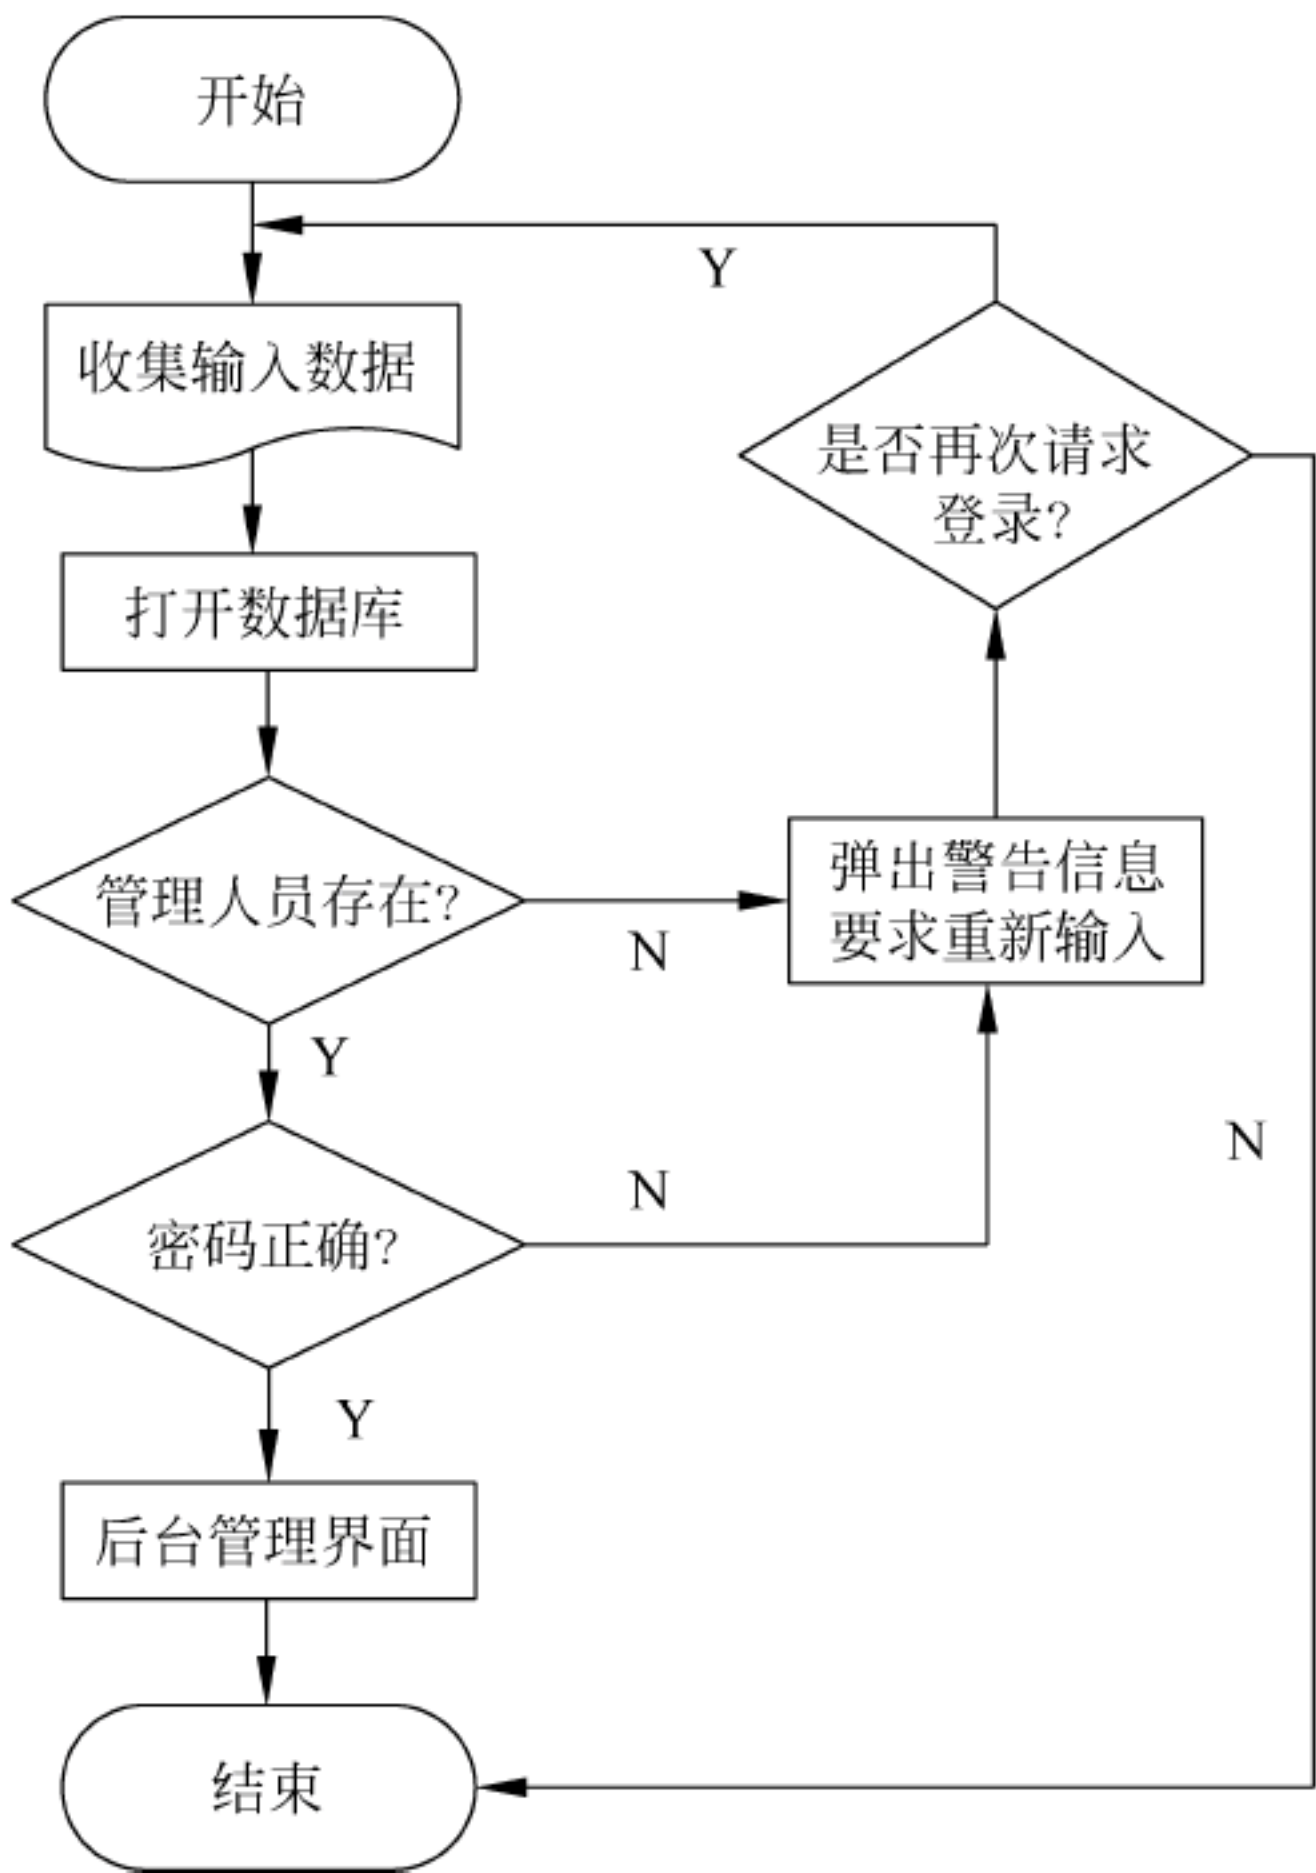 开始
Y
收集输入数据
是否再次请求
登录?
打开数据库
管理人员存在?
弹出警告信息
要求重新输入
N
Y
N
N
密码正确?
Y
后台管理界面
结束